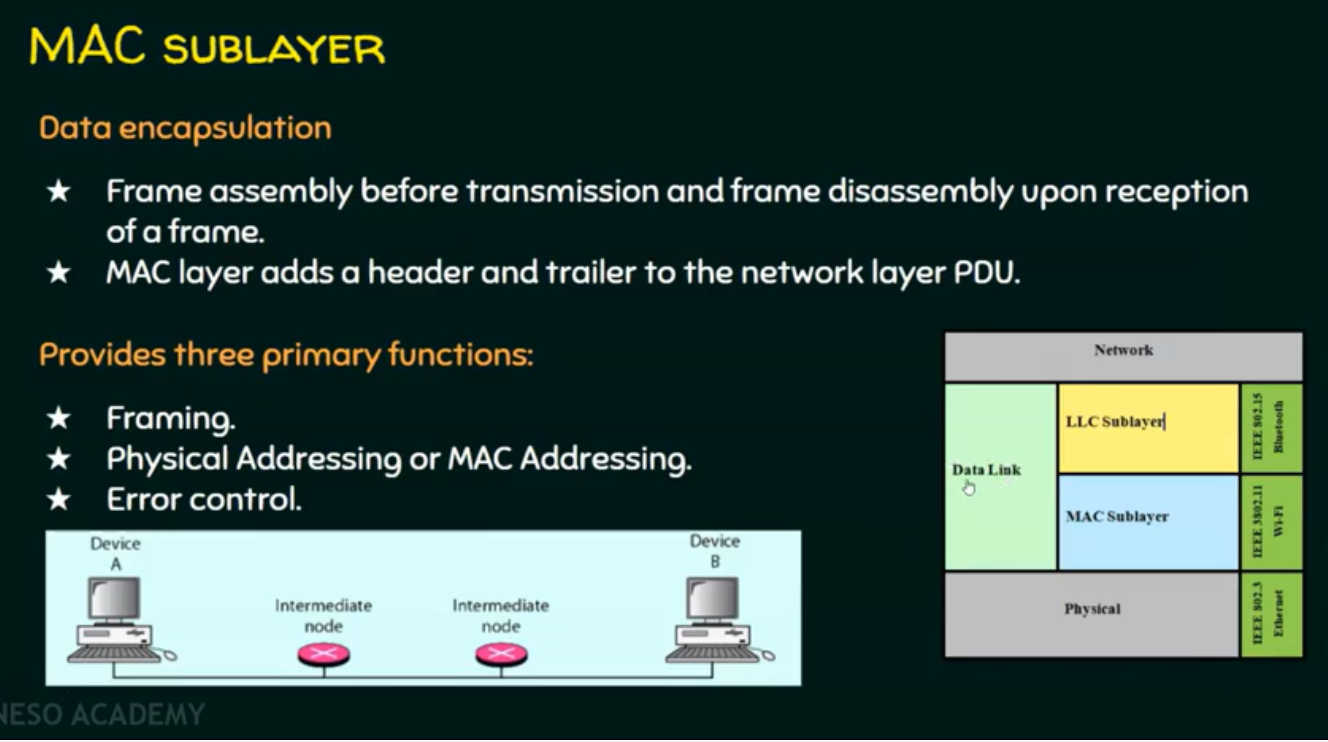 MAC SUBLAYER
Data encapsulation
★ Frame assembly before transmission and frame disassembly upon reception
of a frame.
★ MAC layer adds a header and trailer to the network layer PDU.
Provides three primary functions:
★ Framing.
★ Physical Addressing or MAC Addressing.
★ Error control.
Device
A
Intermediate
node
Intermediate
node
Device
B
Network
Data Link
LLC Sublayer
MAC Sublayer
Physical
IEEE 802.15
Bluetooth
IEEE 3802.11
Wi-Fi
IEEE 802.3
Ethernet
NESO ACADEMY